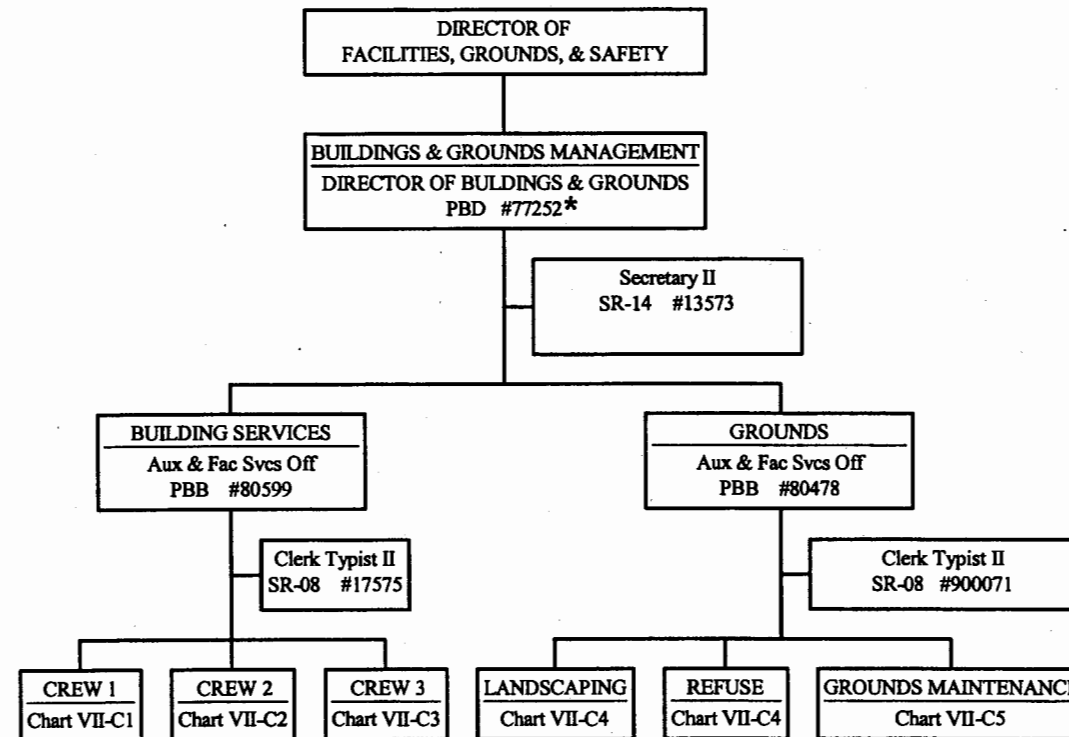 DIRECTOR OF
FACILITIES, GROUNDS, & SAFETY
BUILDINGS & GROUNDS MANAGEMENT
DIRECTOR OF BULDINGS & GROUNDS
PBD #77252*
Secretary II
SR-14 #13573
BUILDING SERVICES
Aux & Fac Svcs Off
PBB #80599
GROUNDS
Aux & Fac Svcs Off
PBB #80478
Clerk Typist II
SR-08 #17575
Clerk Typist II
SR-08 #900071
CREW 1
Chart VII-C1
CREW 2
Chart VII-C2
CREW 3
Chart VII-C3
LANDSCAPING
Chart VII-C4
REFUSE
Chart VII-C4
GROUNDS MAINTENANCE
Chart VII-C5